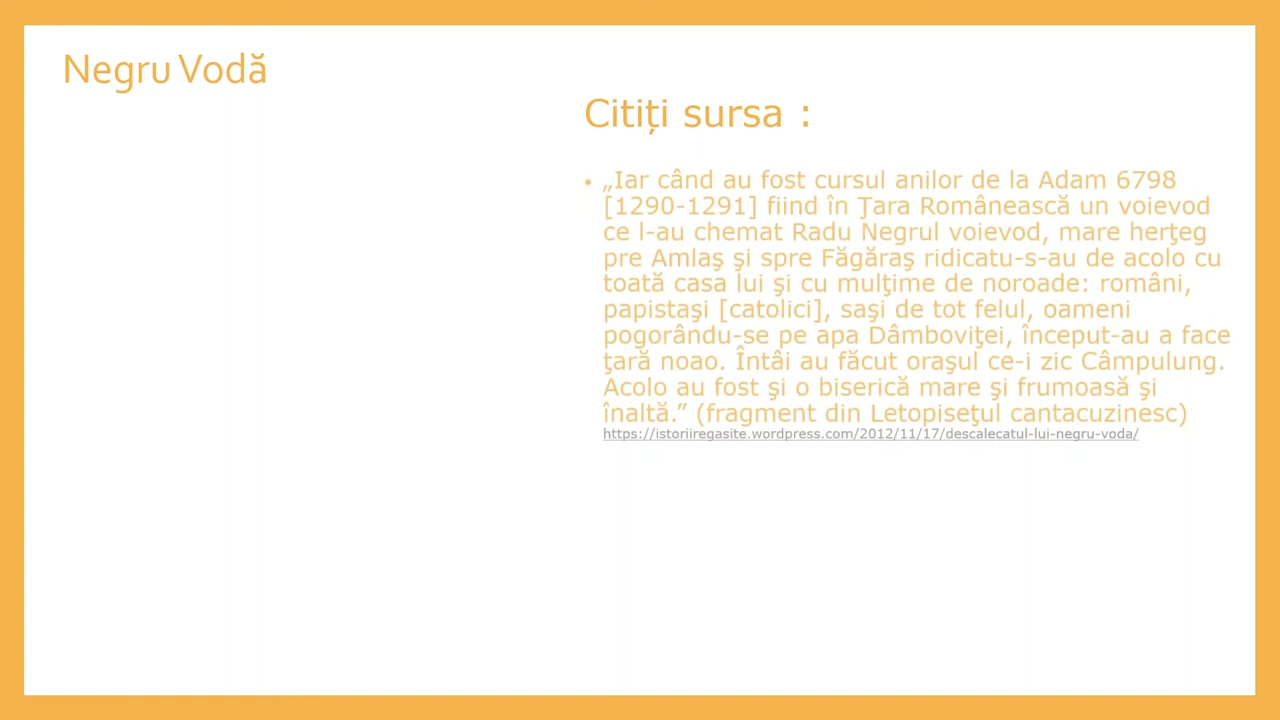 Negru Vodă
Citiți sursa :
• „Iar când au fost cursul anilor de la Adam 6798
[1290-1291] fiind în Ţara Românească un voievod
ce l-au chemat Radu Negrul voievod, mare herţeg
pre Amlaş şi spre Făgăraş ridicatu-s-au de acolo cu
toată casa lui şi cu mulţime de noroade: români,
papistaşi [catolici], saşi de tot felul, oameni
pogorându-se pe apa Dâmboviţei, început-au a face
ţară noao. Întâi au făcut oraşul ce-i zic Câmpulung.
Acolo au fost şi o biserică mare şi frumoasă şi
înaltă.” (fragment din Letopiseţul cantacuzinesc)
https://istoriiregasite.wordpress.com/2012/11/17/descalecatul-lui-negru-voda/